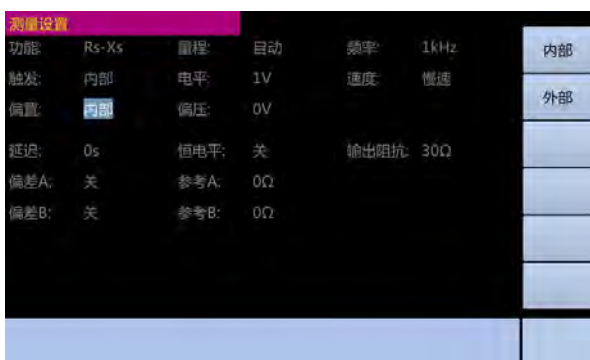 测量设置
功能: Rs-Xs 量程: 自动 频率: 1kHz 内部
触发: 内部 电平: 1V 速度: 慢速
偏置: 内部 偏压: 0V 外部
延迟: 0s 恒电平: 关 输出阻抗: 30Ω
偏差A: 关 参考A: 0Ω
偏差B: 关 参考B: 0Ω